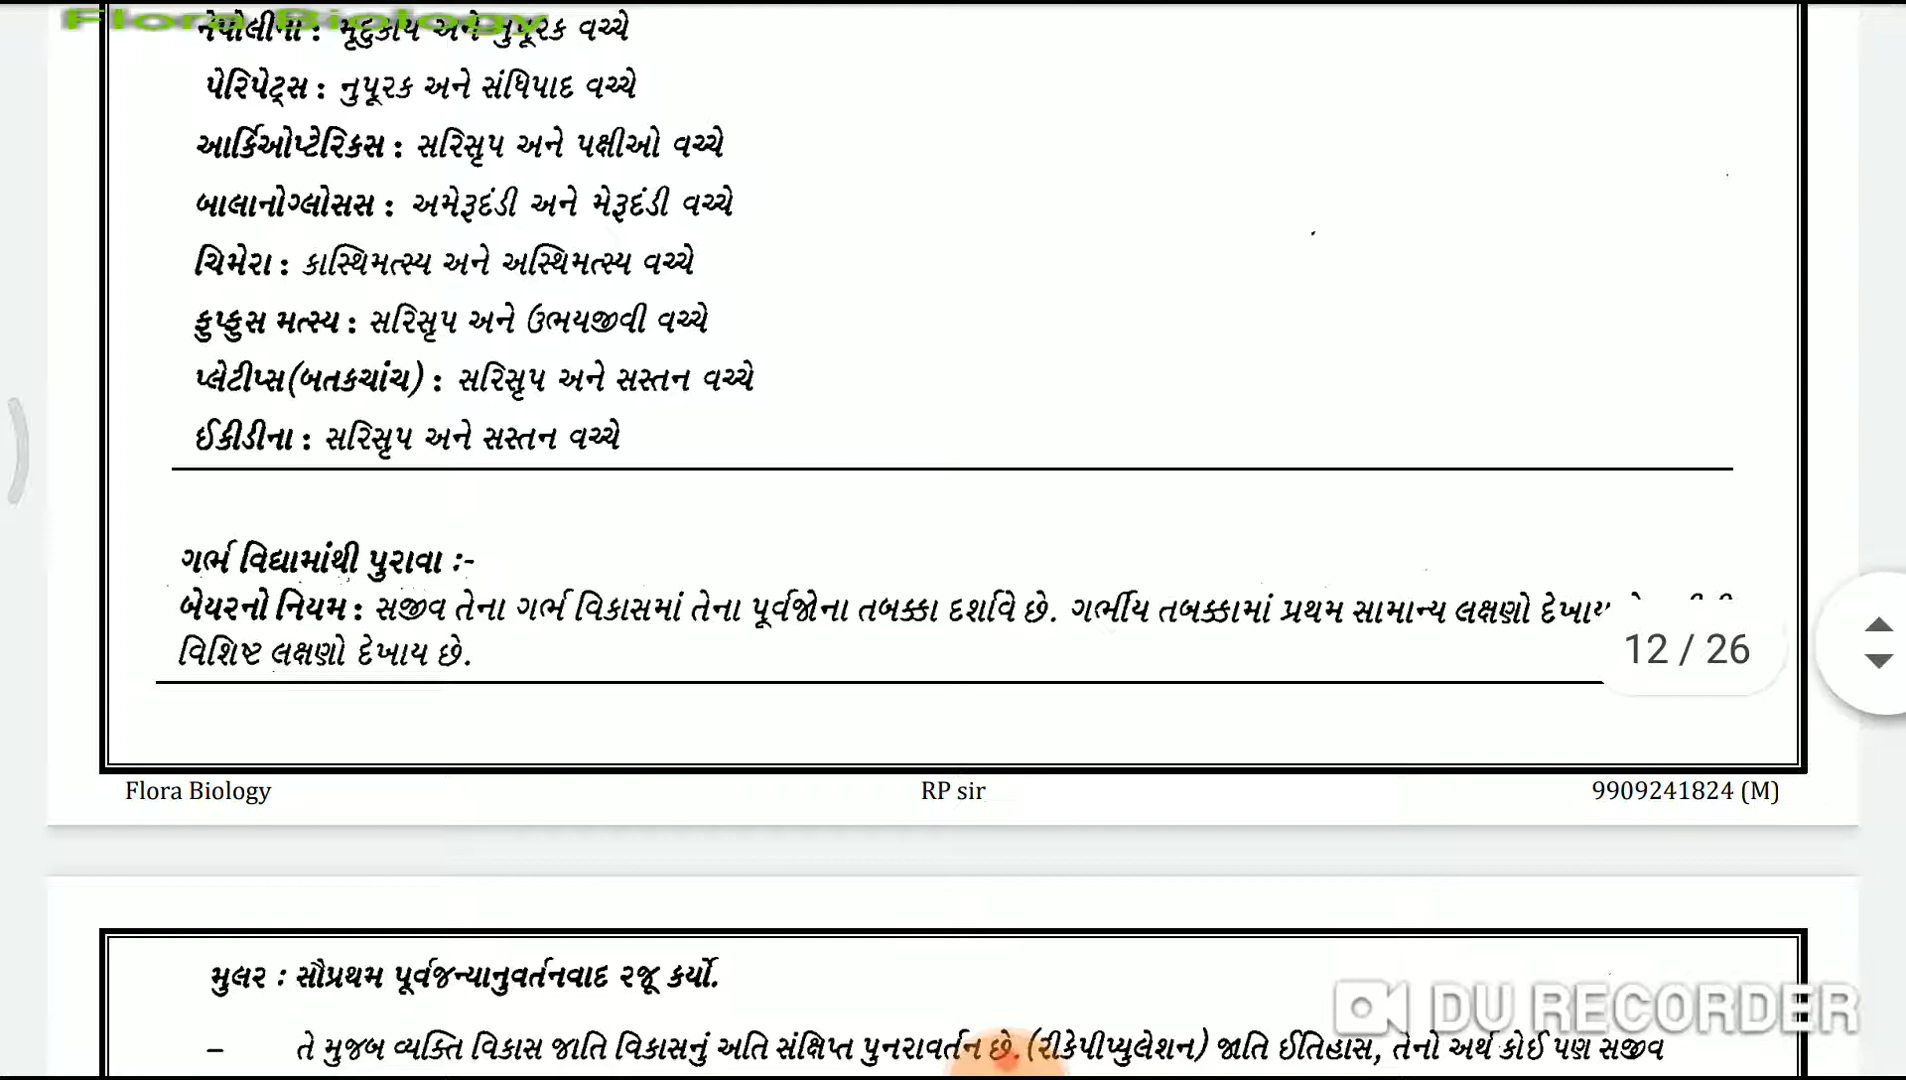 Flora Biology
નેપોલીના : મૃદુકાય અને નુપૂરક વચ્ચે
પેરિપેટ્સ : નુપૂરક અને સંધિપાદ વચ્ચે
આર્કિઓપ્ટેરિક્સ : સરિસૃપ અને પક્ષીઓ વચ્ચે
બાલાનોગ્લોસસ : અમેરૂદંડી અને મેરૂદંડી વચ્ચે
ચિમેરા : કાસ્થિમત્સ્ય અને અસ્થિમત્સ્ય વચ્ચે
ફુપ્ફુસ મત્સ્ય : સરિસૃપ અને ઉભયજીવી વચ્ચે
પ્લેટીપ્સ(બતકચાંચ) : સરિસૃપ અને સસ્તન વચ્ચે
ઈકીડીના : સરિસૃપ અને સસ્તન વચ્ચે
ગર્ભ વિદ્યામાંથી પુરાવા :-
બેયરનો નિયમ : સજીવ તેના ગર્ભ વિકાસમાં તેના પૂર્વજોના તબક્કા દર્શાવે છે. ગર્ભીય તબક્કામાં પ્રથમ સામાન્ય લક્ષણો દેખાય
વિશિષ્ટ લક્ષણો દેખાય છે.
12 / 26
Flora Biology RP sir 9909241824 (M)
મુલર : સૌપ્રથમ પૂર્વજન્યાનુવર્તનવાદ રજૂ કર્યો.
DU RECORDER
– તે મુજબ વ્યક્તિ વિકાસ જાતિ વિકાસનું અતિ સંક્ષિપ્ત પુનરાવર્તન છે. (રીકેપીપ્યુલેશન) જાતિ ઈતિહાસ, તેનો અર્થ કોઈ પણ સજીવ